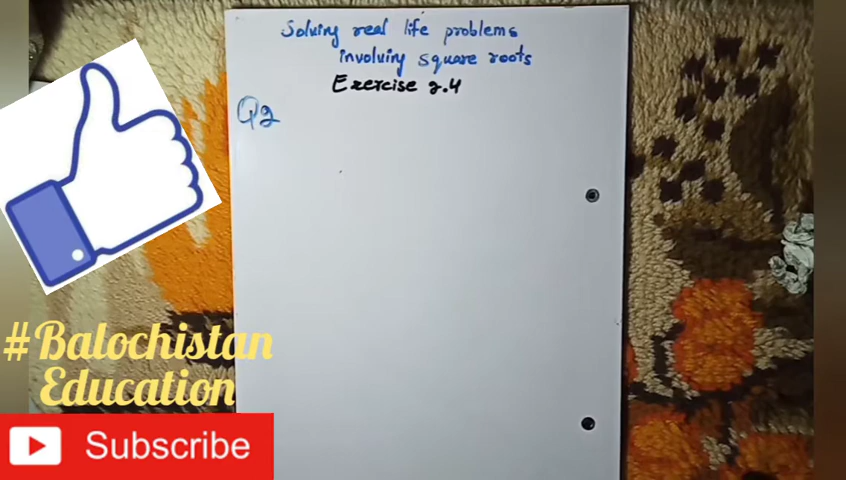 Solving real life problems
involving square roots
Exercise 2.4
Q2
#Balochistan
Education
Subscribe